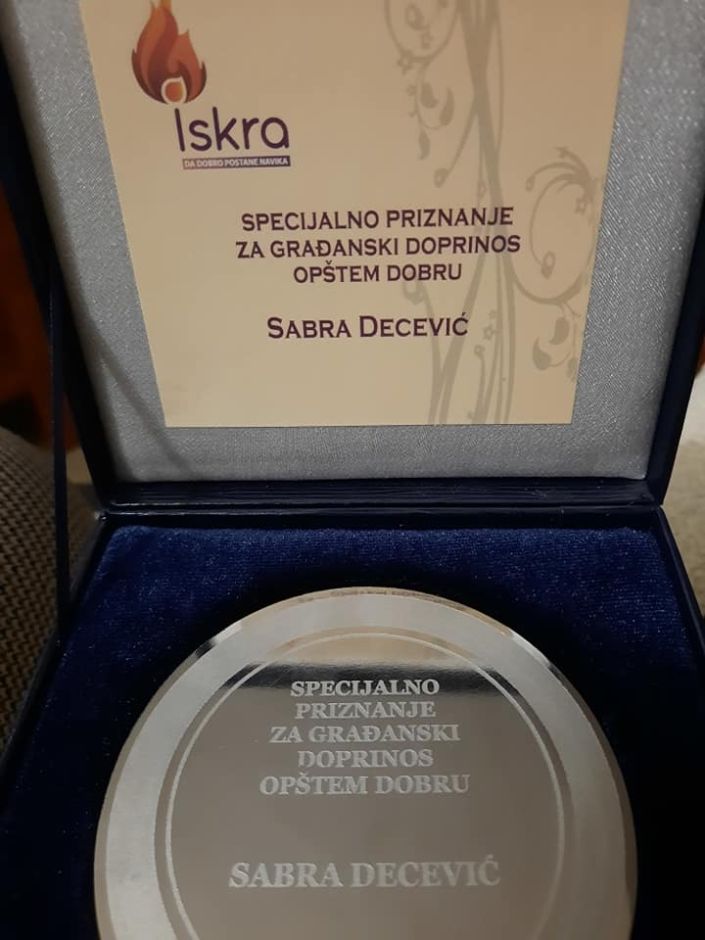 Iskra
DA DOBRO POSTANE NAVIKA
SPECIJALNO PRIZNANJE
ZA GRAĐANSKI DOPRINOS
OPŠTEM DOBRU
SABRA DECEVIĆ
SPECIJALNO
PRIZNANJE
ZA GRAĐANSKI
DOPRINOS
OPŠTEM DOBRU
SABRA DECEVIĆ